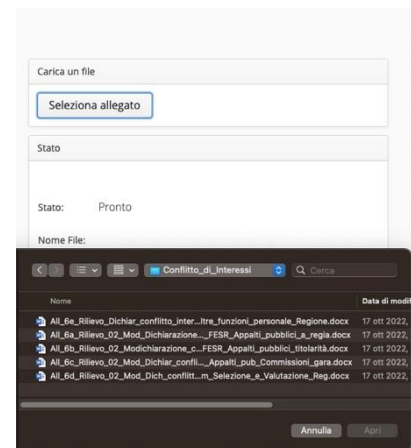 Carica un file
Seleziona allegato
Stato
Stato: Pronto
Nome File:
Conflitto_di_Interessi
Cerca
Nome Data di modif
All_6e_Rilievo_Dichiar_conflitto_inter...ltre_funzioni_personale_Regione.docx 17 ott 2022,
All_6a_Rilievo_02_Mod_Dichiarazione..._FESR_Appalti_pubblici_a_regia.docx 17 ott 2022,
All_6b_Rilievo_02_Modichiarazione_c...FESR_Appalti_pubblici_titolarità.docx 17 ott 2022,
All_6c_Rilievo_02_Mod_Dichiar_confli..._Appalti_pub_Commissioni_gara.docx 17 ott 2022,
All_6d_Rilievo_02_Mod_Dich_conflitt...m_Selezione_e_Valutazione_Reg.docx 17 ott 2022,
Annulla Apri